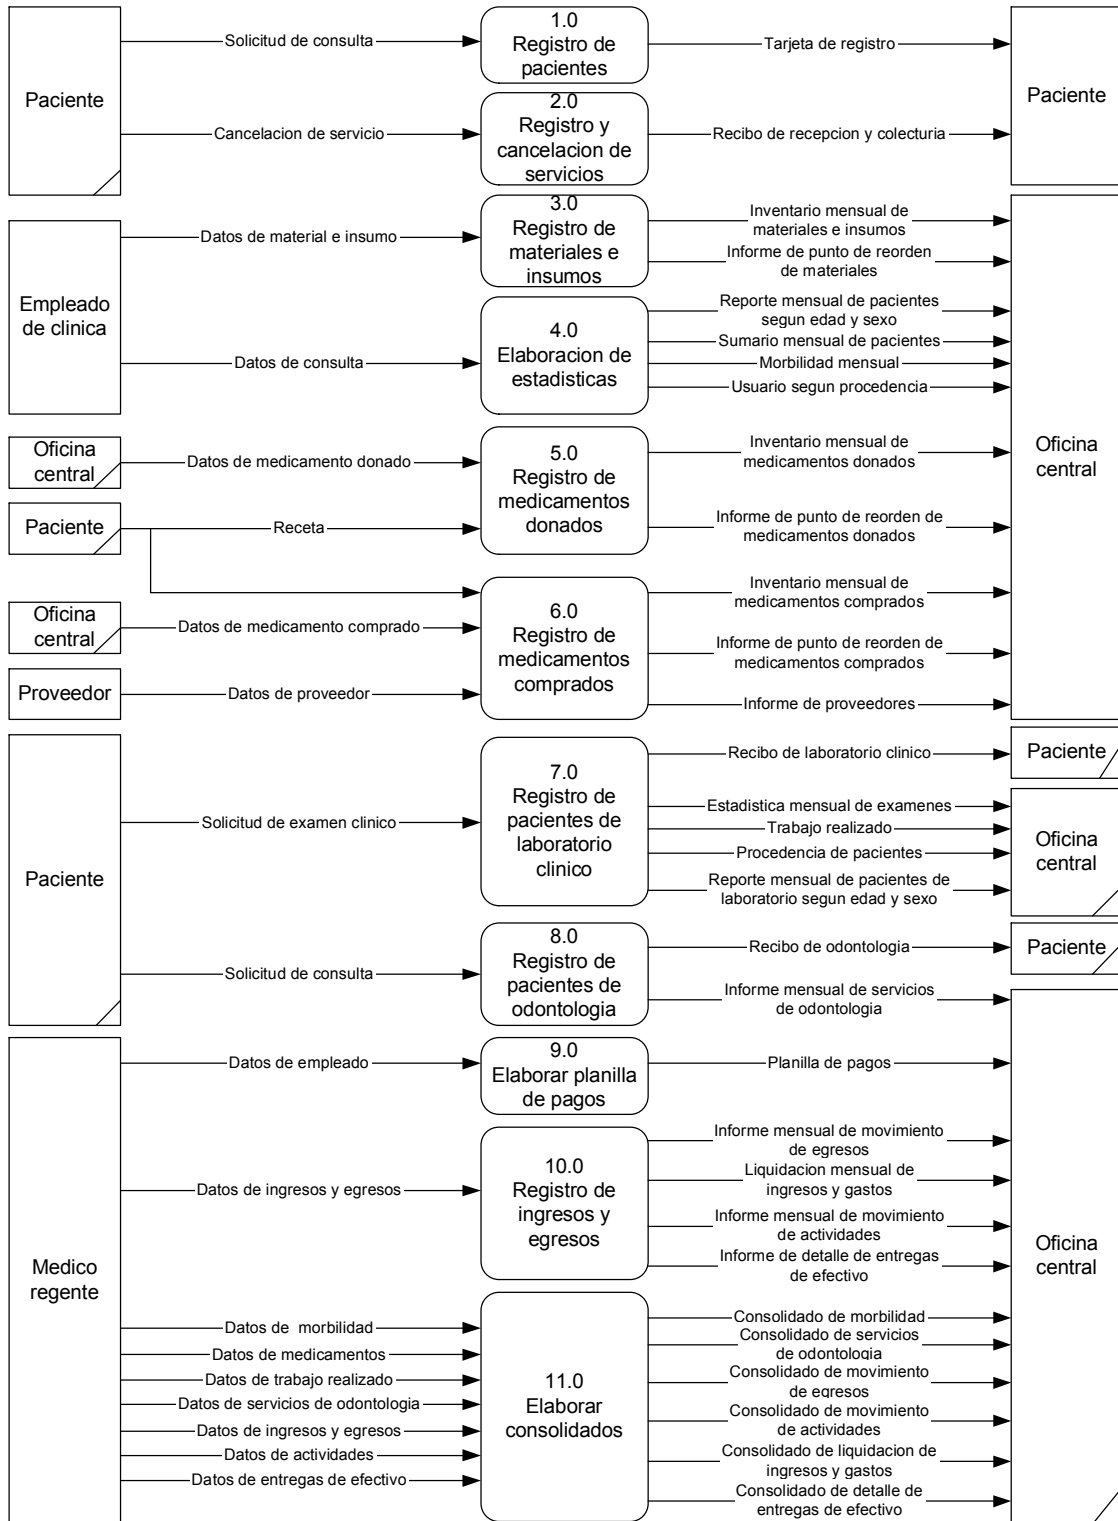 Paciente
Solicitud de consulta
1.0
Registro de
pacientes
Tarjeta de registro
Paciente
Cancelacion de servicio
2.0
Registro y
cancelacion de
servicios
Recibo de recepcion y colecturia
Empleado
de clinica
Datos de material e insumo
3.0
Registro de
materiales e
insumos
Inventario mensual de
materiales e insumos
Informe de punto de reorden
de materiales
Datos de consulta
4.0
Elaboracion de
estadisticas
Reporte mensual de pacientes
segun edad y sexo
Sumario mensual de pacientes
Morbilidad mensual
Usuario segun procedencia
Oficina
central
Oficina
central
Datos de medicamento donado
5.0
Registro de
medicamentos
donados
Inventario mensual de
medicamentos donados
Paciente
Receta
Informe de punto de reorden de
medicamentos donados
Oficina
central
Datos de medicamento comprado
6.0
Registro de
medicamentos
comprados
Inventario mensual de
medicamentos comprados
Informe de punto de reorden de
medicamentos comprados
Proveedor
Datos de proveedor
Informe de proveedores
Paciente
Solicitud de examen clinico
7.0
Registro de
pacientes de
laboratorio
clinico
Recibo de laboratorio clinico
Paciente
Estadistica mensual de examenes
Trabajo realizado
Procedencia de pacientes
Reporte mensual de pacientes de
laboratorio segun edad y sexo
Oficina
central
Solicitud de consulta
8.0
Registro de
pacientes de
odontologia
Recibo de odontologia
Paciente
Informe mensual de servicios
de odontologia
Medico
regente
Datos de empleado
9.0
Elaborar planilla
de pagos
Planilla de pagos
Oficina
central
Datos de ingresos y egresos
10.0
Registro de
ingresos y
egresos
Informe mensual de movimiento
de egresos
Liquidacion mensual de
ingresos y gastos
Informe mensual de movimiento
de actividades
Informe de detalle de entregas
de efectivo
Datos de morbilidad
Datos de medicamentos
Datos de trabajo realizado
Datos de servicios de odontologia
Datos de ingresos y egresos
Datos de actividades
Datos de entregas de efectivo
11.0
Elaborar
consolidados
Consolidado de morbilidad
Consolidado de servicios
de odontologia
Consolidado de movimiento
de egresos
Consolidado de movimiento
de actividades
Consolidado de liquidacion de
ingresos y gastos
Consolidado de detalle de
entregas de efectivo